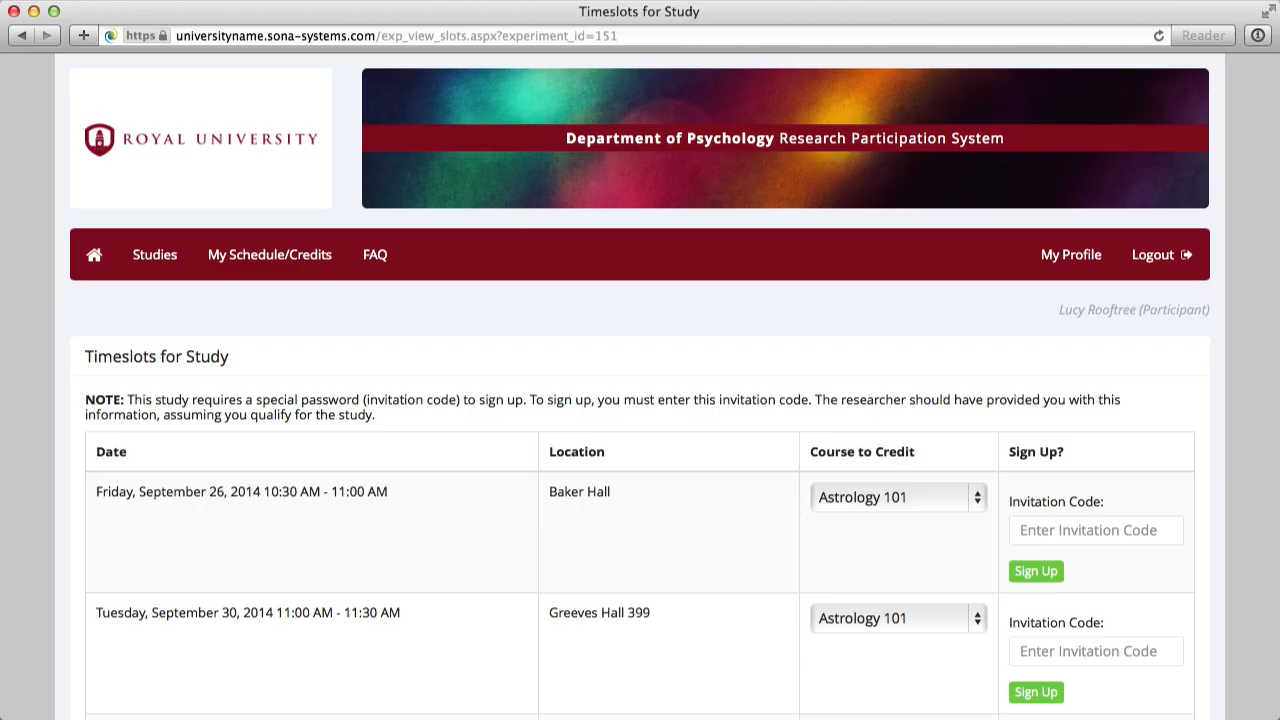 Timeslots for Study
https universityname.sona-systems.com/exp_view_slots.aspx?experiment_id=151 Reader
ROYAL UNIVERSITY
Department of Psychology Research Participation System
Studies My Schedule/Credits FAQ My Profile Logout
Lucy Rooftree (Participant)
Timeslots for Study
NOTE: This study requires a special password (invitation code) to sign up. To sign up, you must enter this invitation code. The researcher should have provided you with this
information, assuming you qualify for the study.
Date Location Course to Credit Sign Up?
Friday, September 26, 2014 10:30 AM - 11:00 AM Baker Hall Astrology 101 Invitation Code:
Enter Invitation Code
Sign Up
Tuesday, September 30, 2014 11:00 AM - 11:30 AM Greeves Hall 399 Astrology 101 Invitation Code:
Enter Invitation Code
Sign Up